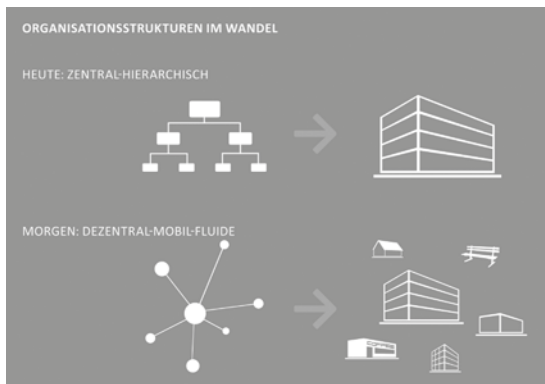 ORGANISATIONSSTRUKTUREN IM WANDEL
HEUTE: ZENTRAL-HIERARCHISCH
MORGEN: DEZENTRAL-MOBIL-FLUIDE